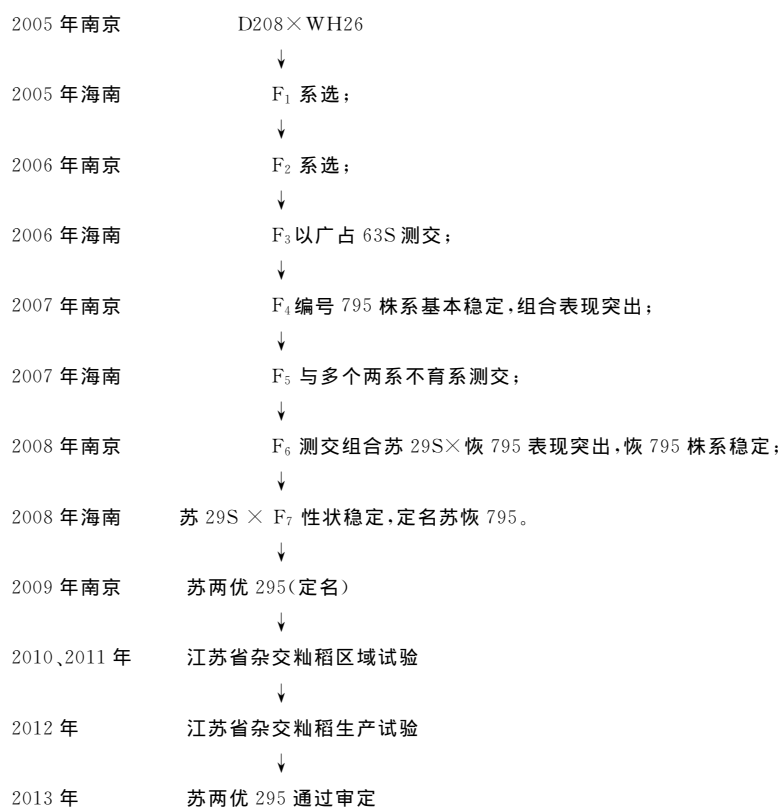 2005 年南京 D208×WH26
↓
2005 年海南 F₁ 系选;
↓
2006 年南京 F₂ 系选;
↓
2006 年海南 F₃以广占 63S 测交;
↓
2007 年南京 F₄编号 795 株系基本稳定,组合表现突出;
↓
2007 年海南 F₅ 与多个两系不育系测交;
↓
2008 年南京 F₆ 测交组合苏 29S×恢 795 表现突出,恢 795 株系稳定;
↓
2008 年海南 苏 29S × F₇ 性状稳定,定名苏恢 795。
↓
2009 年南京 苏两优 295(定名)
↓
2010、2011 年 江苏省杂交籼稻区域试验
↓
2012 年 江苏省杂交籼稻生产试验
↓
2013 年 苏两优 295 通过审定